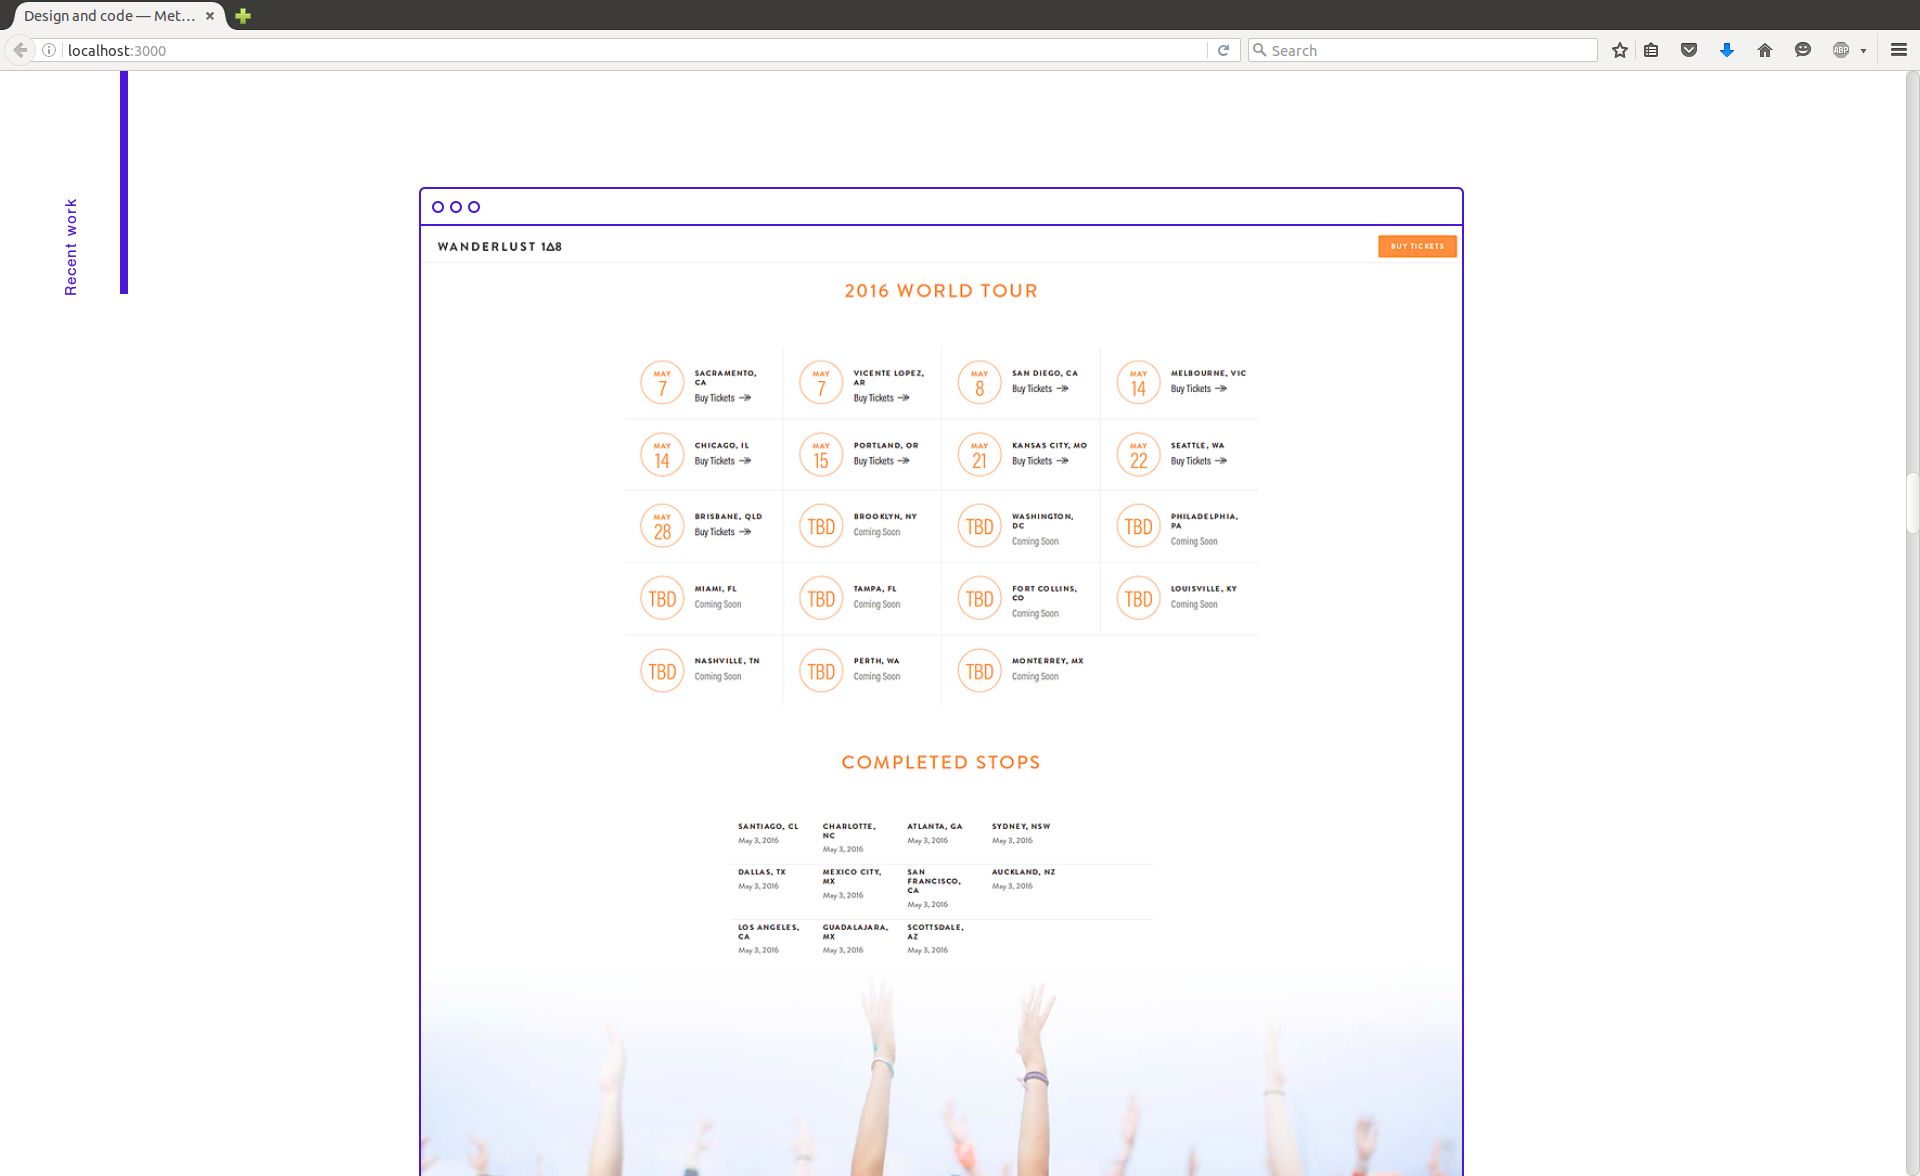 Design and code — Met...
localhost:3000
Search
Recent work
WANDERLUST 1∆8
BUY TICKETS
2016 WORLD TOUR
MAY
7
SACRAMENTO,
CA
Buy Tickets
MAY
7
VICENTE LOPEZ,
AR
Buy Tickets
MAY
8
SAN DIEGO, CA
Buy Tickets
MAY
14
MELBOURNE, VIC
Buy Tickets
MAY
14
CHICAGO, IL
Buy Tickets
MAY
15
PORTLAND, OR
Buy Tickets
MAY
21
KANSAS CITY, MO
Buy Tickets
MAY
22
SEATTLE, WA
Buy Tickets
MAY
28
BRISBANE, QLD
Buy Tickets
TBD
BROOKLYN, NY
Coming Soon
TBD
WASHINGTON,
DC
Coming Soon
TBD
PHILADELPHIA,
PA
Coming Soon
TBD
MIAMI, FL
Coming Soon
TBD
TAMPA, FL
Coming Soon
TBD
FORT COLLINS,
CO
Coming Soon
TBD
LOUISVILLE, KY
Coming Soon
TBD
NASHVILLE, TN
Coming Soon
TBD
PERTH, WA
Coming Soon
TBD
MONTERREY, MX
Coming Soon
COMPLETED STOPS
SANTIAGO, CL
May 3, 2016
CHARLOTTE,
NC
May 3, 2016
ATLANTA, GA
May 3, 2016
SYDNEY, NSW
May 3, 2016
DALLAS, TX
May 3, 2016
MEXICO CITY,
MX
May 3, 2016
SAN
FRANCISCO,
CA
May 3, 2016
AUCKLAND, NZ
May 3, 2016
LOS ANGELES,
CA
May 3, 2016
GUADALAJARA,
MX
May 3, 2016
SCOTTSDALE,
AZ
May 3, 2016
ABP